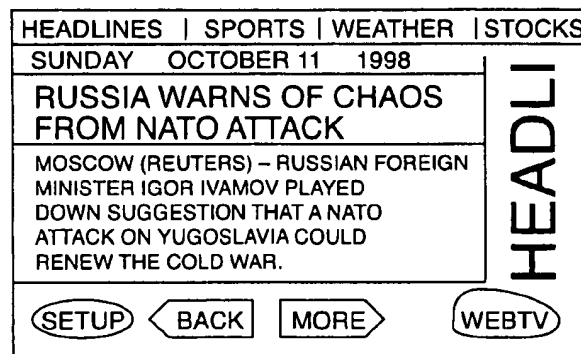 HEADLINES | SPORTS | WEATHER | STOCKS
SUNDAY OCTOBER 11 1998
RUSSIA WARNS OF CHAOS
FROM NATO ATTACK
MOSCOW (REUTERS) – RUSSIAN FOREIGN
MINISTER IGOR IVAMOV PLAYED
DOWN SUGGESTION THAT A NATO
ATTACK ON YUGOSLAVIA COULD
RENEW THE COLD WAR.
HEADLI
SETUP BACK MORE WEBTV